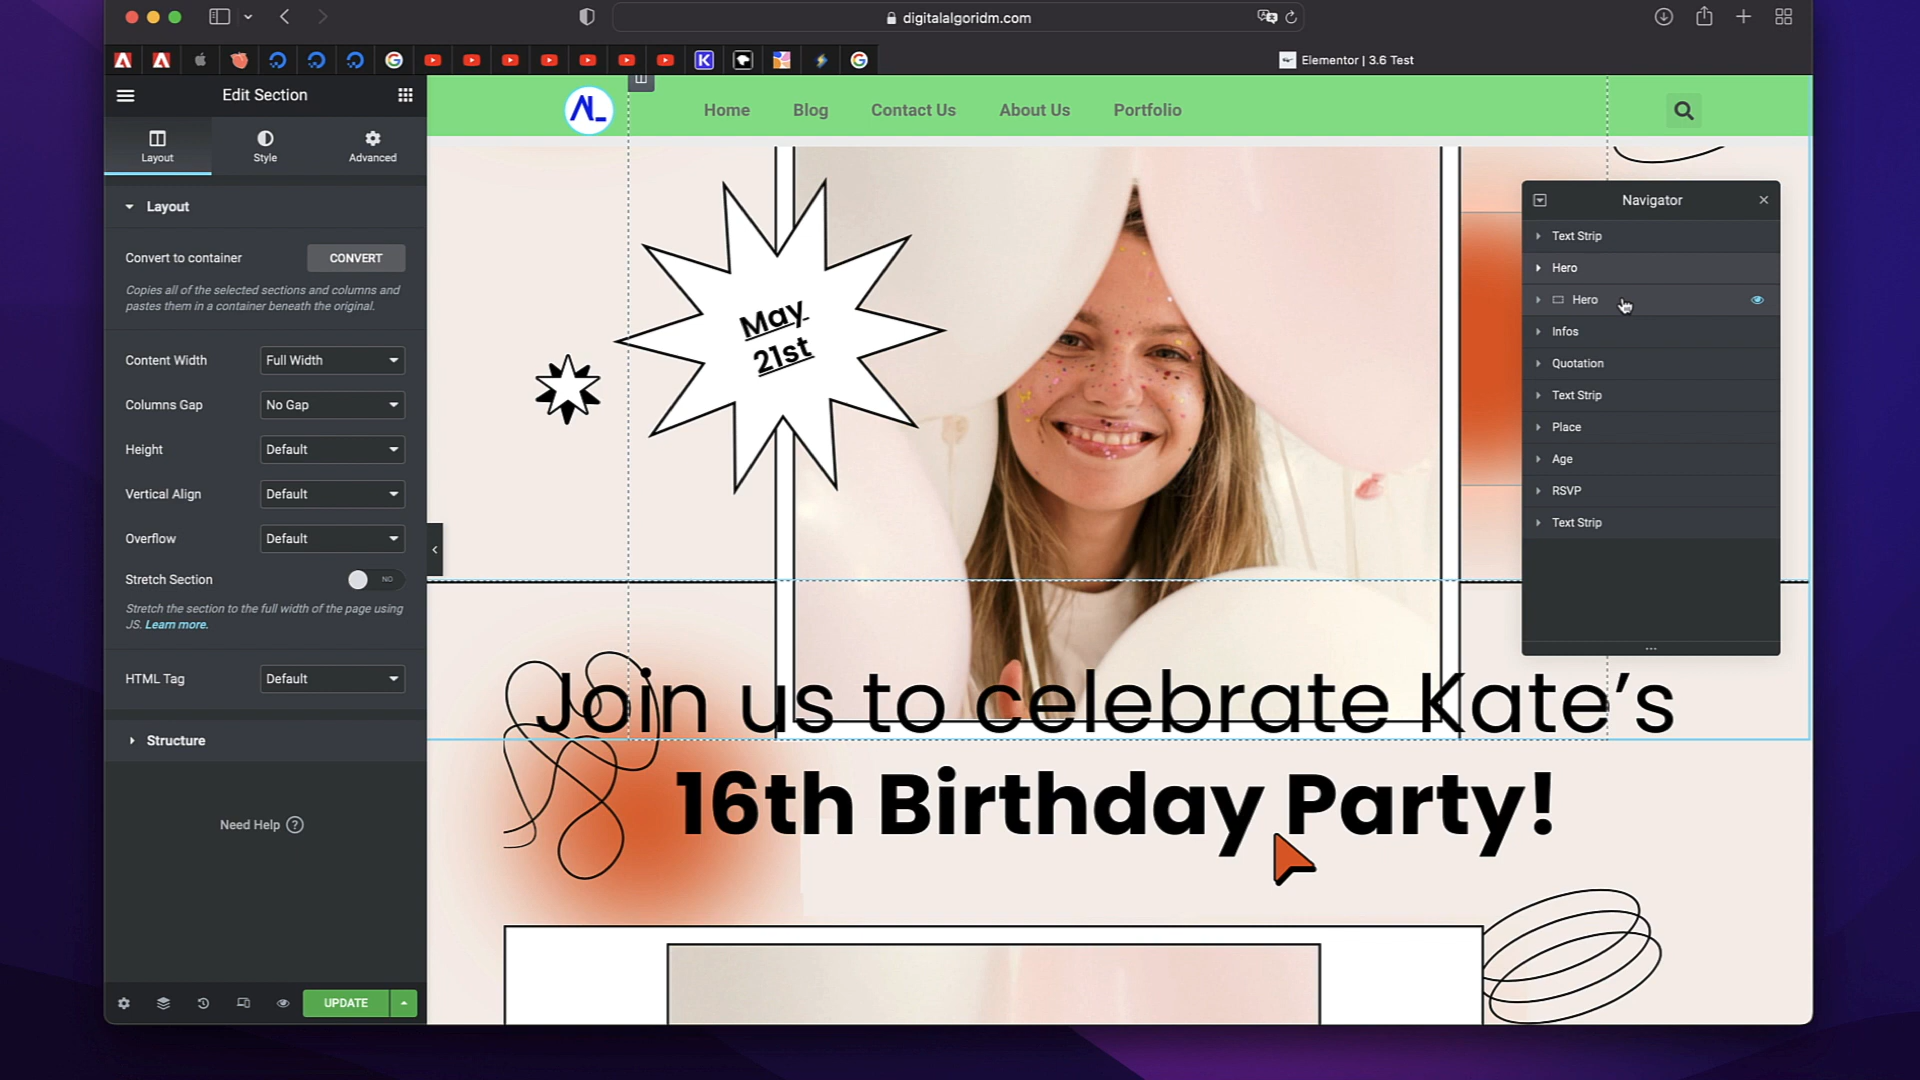 digitalalgoridm.com
Elementor | 3.6 Test
Edit Section
Layout
Style
Advanced
Layout
Convert to container
CONVERT
Copies all of the selected sections and columns and
pastes them in a container beneath the original.
Content Width
Full Width
Columns Gap
No Gap
Height
Default
Vertical Align
Default
Overflow
Default
Stretch Section
NO
Stretch the section to the full width of the page using
JS. Learn more.
HTML Tag
Default
Structure
Need Help ?
UPDATE
AL_
Home
Blog
Contact Us
About Us
Portfolio
May
21st
Join us to celebrate Kate’s
16th Birthday Party!
Navigator
Text Strip
Hero
Hero
Infos
Quotation
Text Strip
Place
Age
RSVP
Text Strip